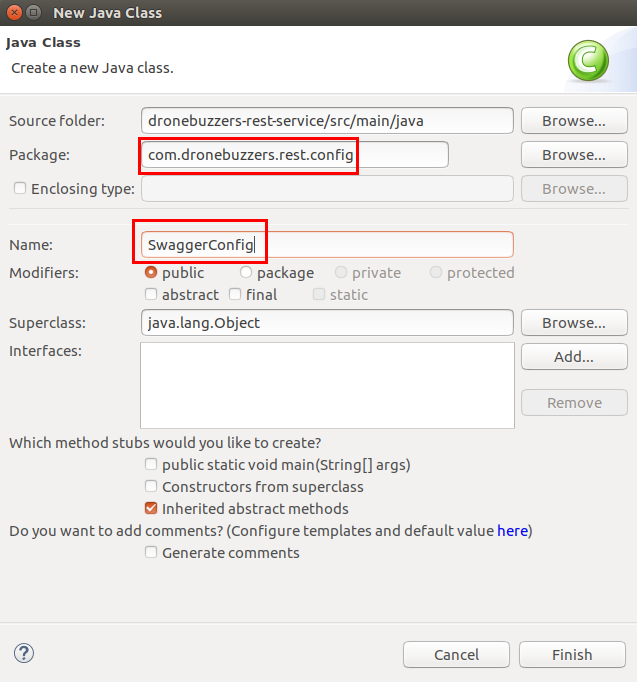 New Java Class
Java Class
Create a new Java class.
C
Source folder: dronebuzzers-rest-service/src/main/java Browse...
Package: com.dronebuzzers.rest.config Browse...
Enclosing type: Browse...
Name: SwaggerConfig
Modifiers: public package private protected
abstract final static
Superclass: java.lang.Object Browse...
Interfaces: Add...
Remove
Which method stubs would you like to create?
public static void main(String[] args)
Constructors from superclass
Inherited abstract methods
Do you want to add comments? (Configure templates and default value here)
Generate comments
? Cancel Finish